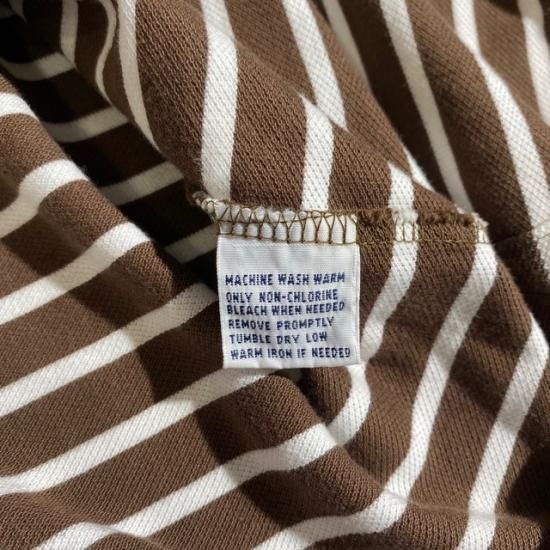 MACHINE WASH WARM
ONLY NON-CHLORINE
BLEACH WHEN NEEDED
REMOVE PROMPTLY
TUMBLE DRY LOW
WARM IRON IF NEEDED